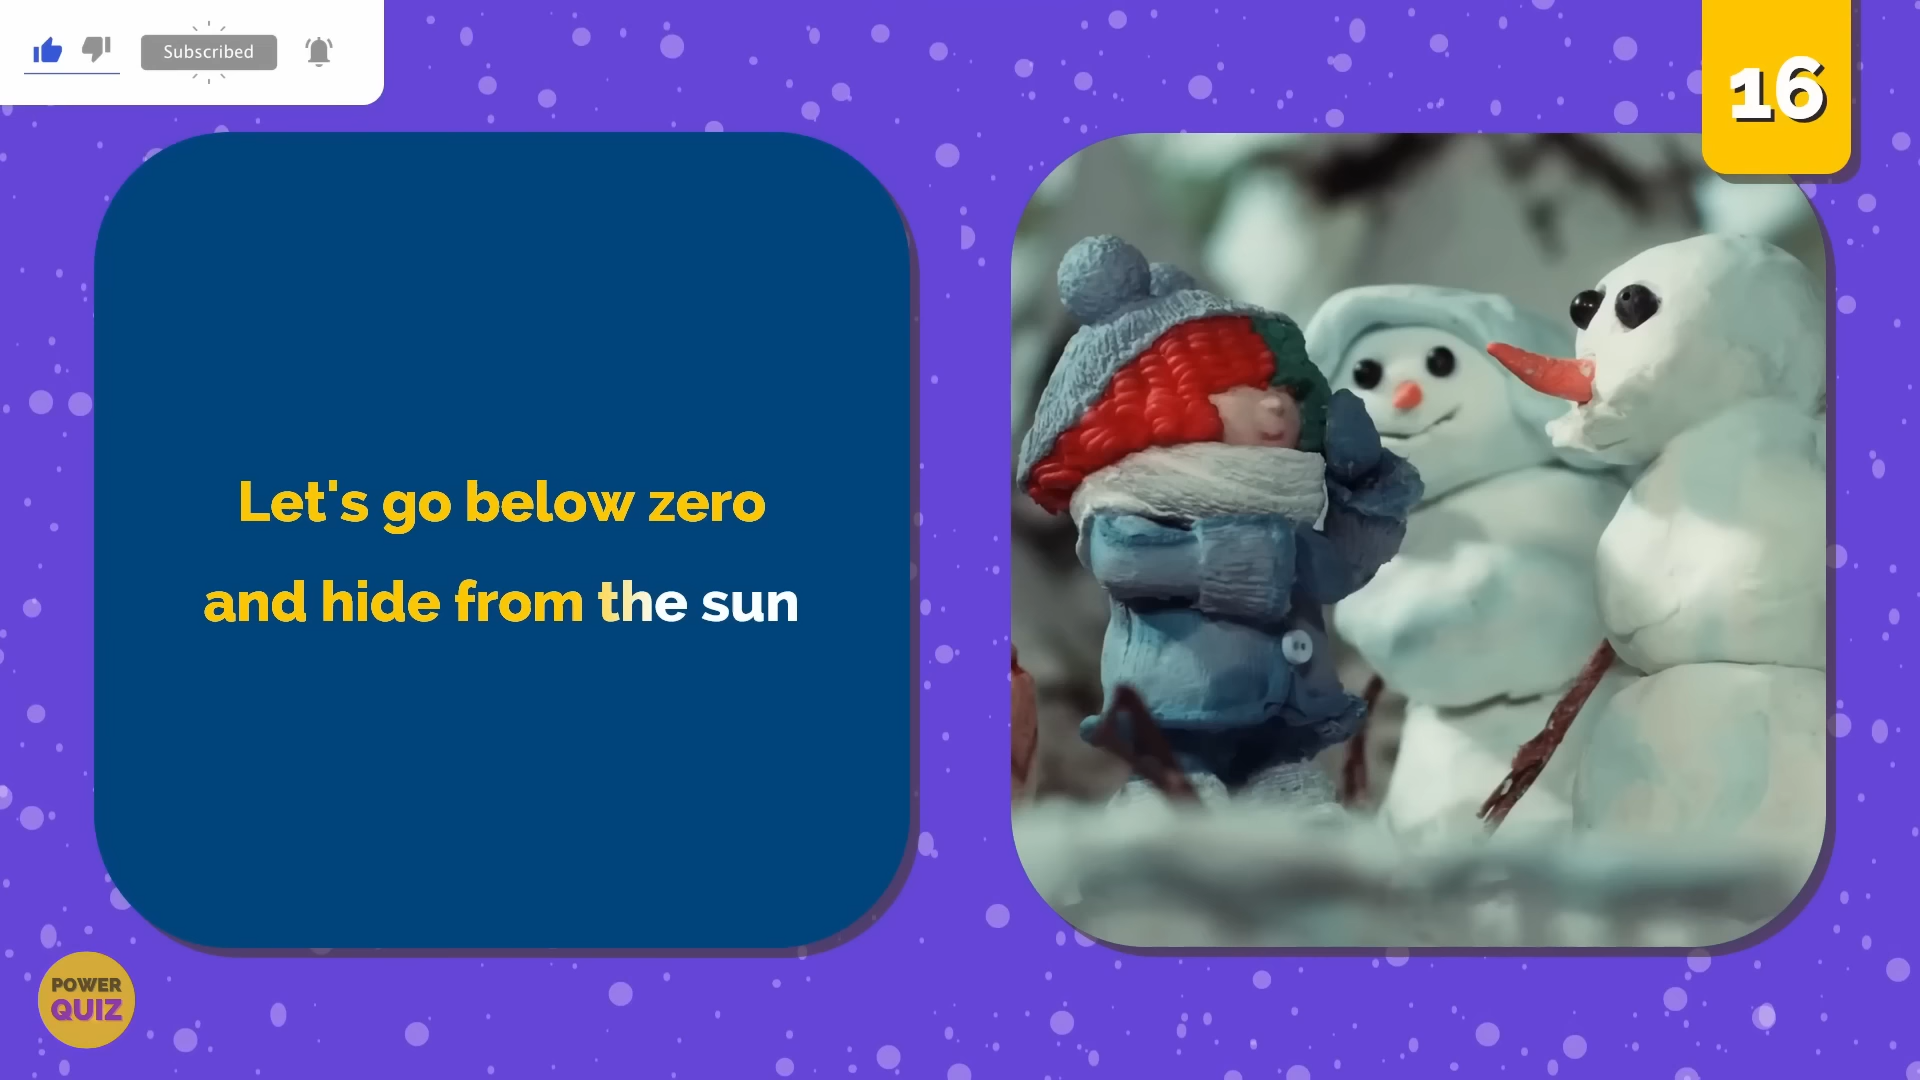 Subscribed
16
Let's go below zero
and hide from the sun
POWER
QUIZ